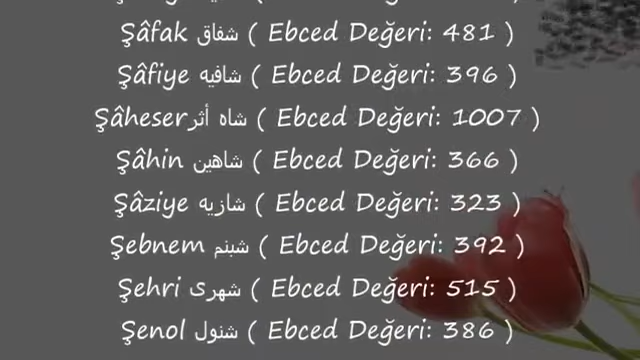 Şâfak شفاق ( Ebced Değeri: 481 )
Şâfiye شافيه ( Ebced Değeri: 396 )
Şâheser شاه أثر ( Ebced Değeri: 1007 )
Şâhin شاهين ( Ebced Değeri: 366 )
Şâziye شازيه ( Ebced Değeri: 323 )
Şebnem شبنم ( Ebced Değeri: 392 )
Şehri شهرى ( Ebced Değeri: 515 )
Şenol شنول ( Ebced Değeri: 386 )